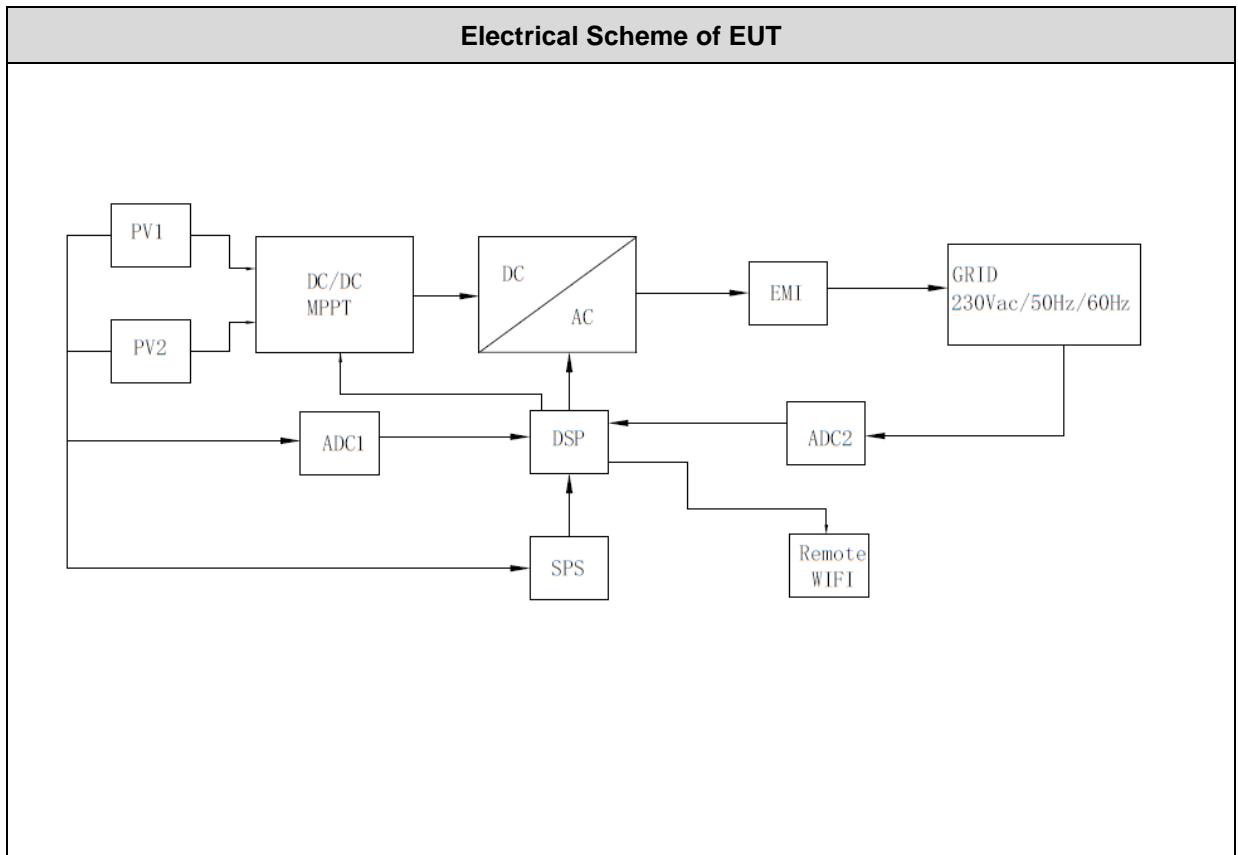 Electrical Scheme of EUT
PV1
DC/DC
MPPT
DC
AC
EMI
GRID
230Vac/50Hz/60Hz
PV2
ADC1
DSP
ADC2
SPS
Remote
WIFI